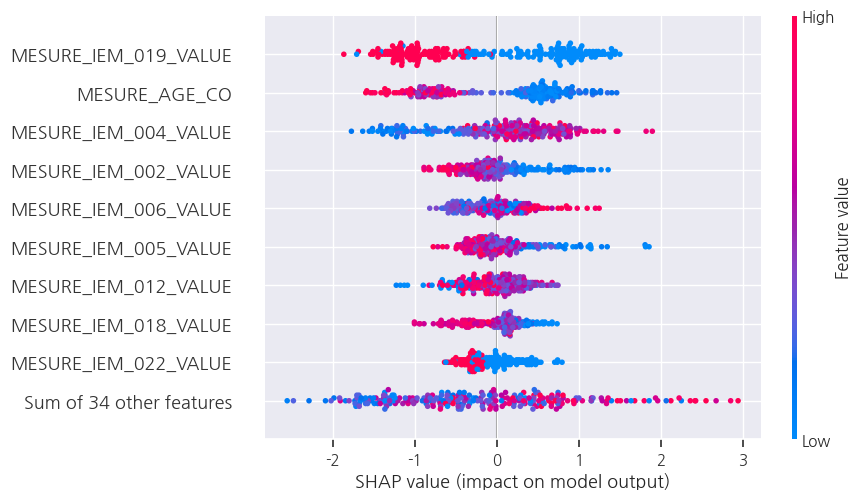 High
MESURE_IEM_019_VALUE
MESURE_AGE_CO
MESURE_IEM_004_VALUE
MESURE_IEM_002_VALUE
MESURE_IEM_006_VALUE
MESURE_IEM_005_VALUE
MESURE_IEM_012_VALUE
MESURE_IEM_018_VALUE
MESURE_IEM_022_VALUE
Sum of 34 other features
Feature value
Low
-2 -1 0 1 2 3
SHAP value (impact on model output)